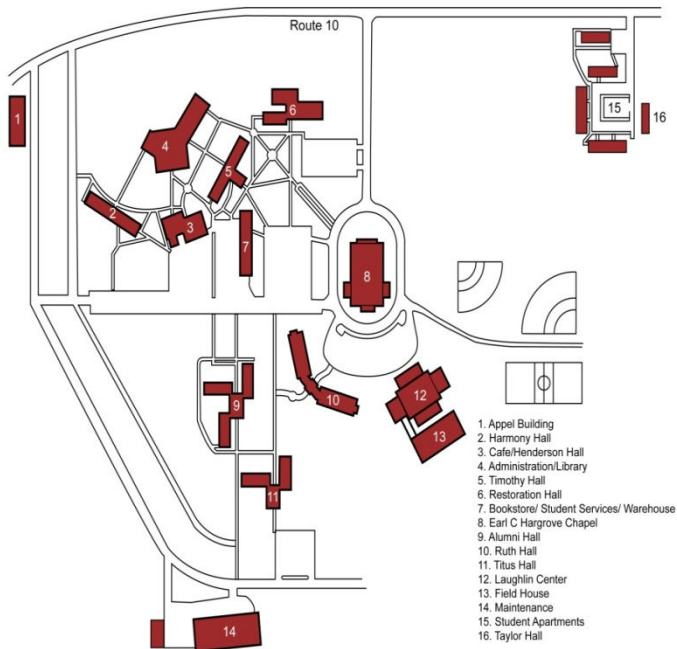 Route 10
1
2
3
4
5
6
7
8
9
10
11
12
13
14
15
16
1. Appel Building
2. Harmony Hall
3. Cafe/Henderson Hall
4. Administration/Library
5. Timothy Hall
6. Restoration Hall
7. Bookstore/ Student Services/ Warehouse
8. Earl C Hargrove Chapel
9. Alumni Hall
10. Ruth Hall
11. Titus Hall
12. Laughlin Center
13. Field House
14. Maintenance
15. Student Apartments
16. Taylor Hall